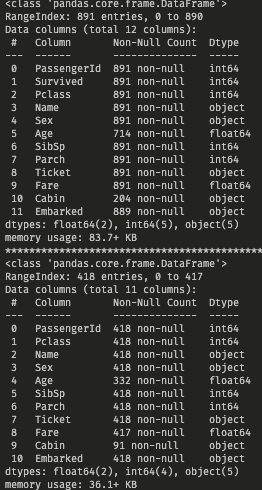 <class 'pandas.core.frame.DataFrame'>
RangeIndex: 891 entries, 0 to 890
Data columns (total 12 columns):
 #   Column       Non-Null Count  Dtype
---  ------       --------------  -----
 0   PassengerId  891 non-null    int64
 1   Survived     891 non-null    int64
 2   Pclass       891 non-null    int64
 3   Name         891 non-null    object
 4   Sex          891 non-null    object
 5   Age          714 non-null    float64
 6   SibSp        891 non-null    int64
 7   Parch        891 non-null    int64
 8   Ticket       891 non-null    object
 9   Fare         891 non-null    float64
 10  Cabin        204 non-null    object
 11  Embarked     889 non-null    object
dtypes: float64(2), int64(5), object(5)
memory usage: 83.7+ KB
****************************************
<class 'pandas.core.frame.DataFrame'>
RangeIndex: 418 entries, 0 to 417
Data columns (total 11 columns):
 #   Column       Non-Null Count  Dtype
---  ------       --------------  -----
 0   PassengerId  418 non-null    int64
 1   Pclass       418 non-null    int64
 2   Name         418 non-null    object
 3   Sex          418 non-null    object
 4   Age          332 non-null    float64
 5   SibSp        418 non-null    int64
 6   Parch        418 non-null    int64
 7   Ticket       418 non-null    object
 8   Fare         417 non-null    float64
 9   Cabin        91 non-null     object
 10  Embarked     418 non-null    object
dtypes: float64(2), int64(4), object(5)
memory usage: 36.1+ KB